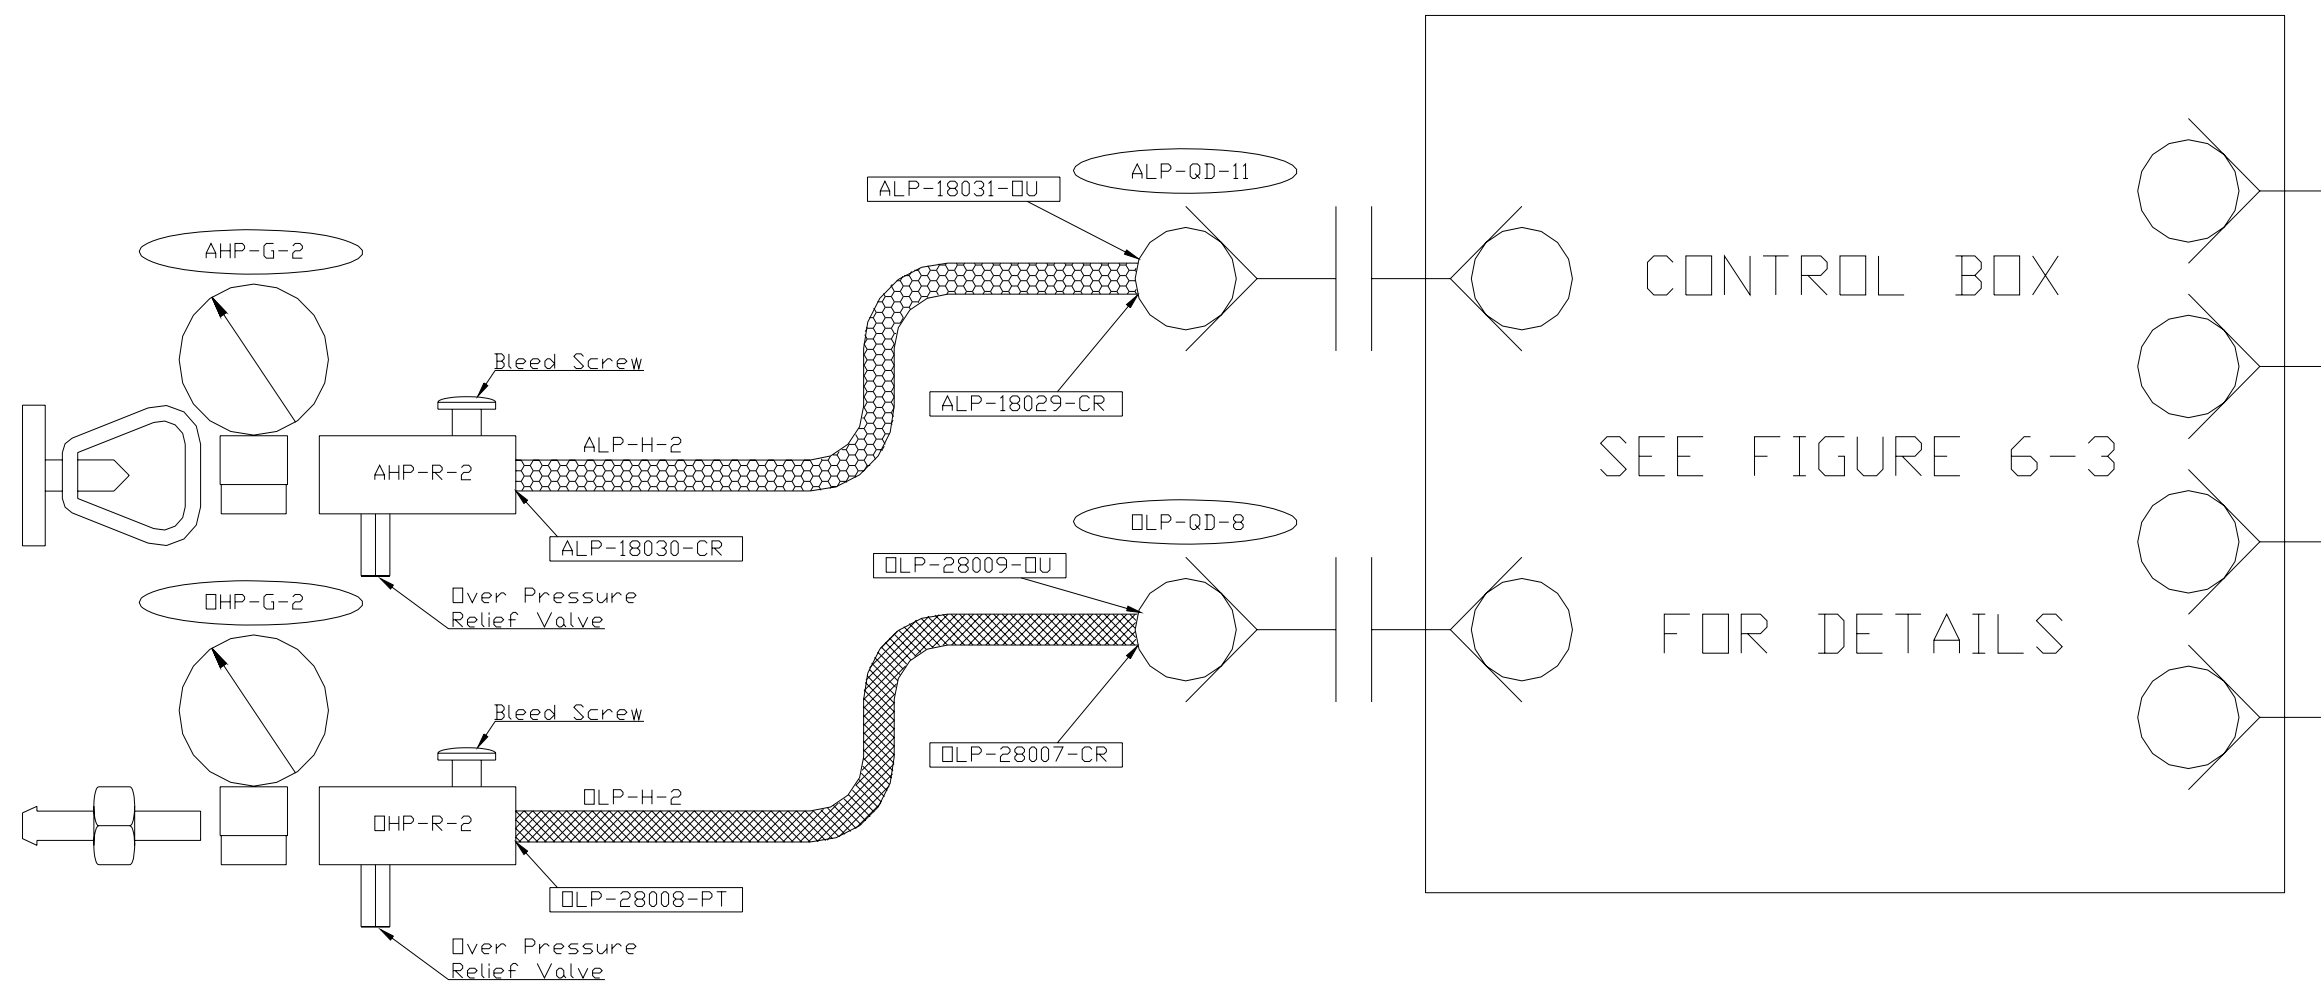 ALP-QD-11
ALP-18031-OU
AHP-G-2
CONTROL BOX
Bleed Screw
ALP-18029-CR
ALP-H-2
SEE FIGURE 6-3
AHP-R-2
OLP-QD-8
ALP-18030-CR
OLP-28009-OU
Over Pressure
Relief Valve
OHP-G-2
FOR DETAILS
Bleed Screw
OLP-28007-CR
OLP-H-2
OHP-R-2
OLP-28008-PT
Over Pressure
Relief Valve